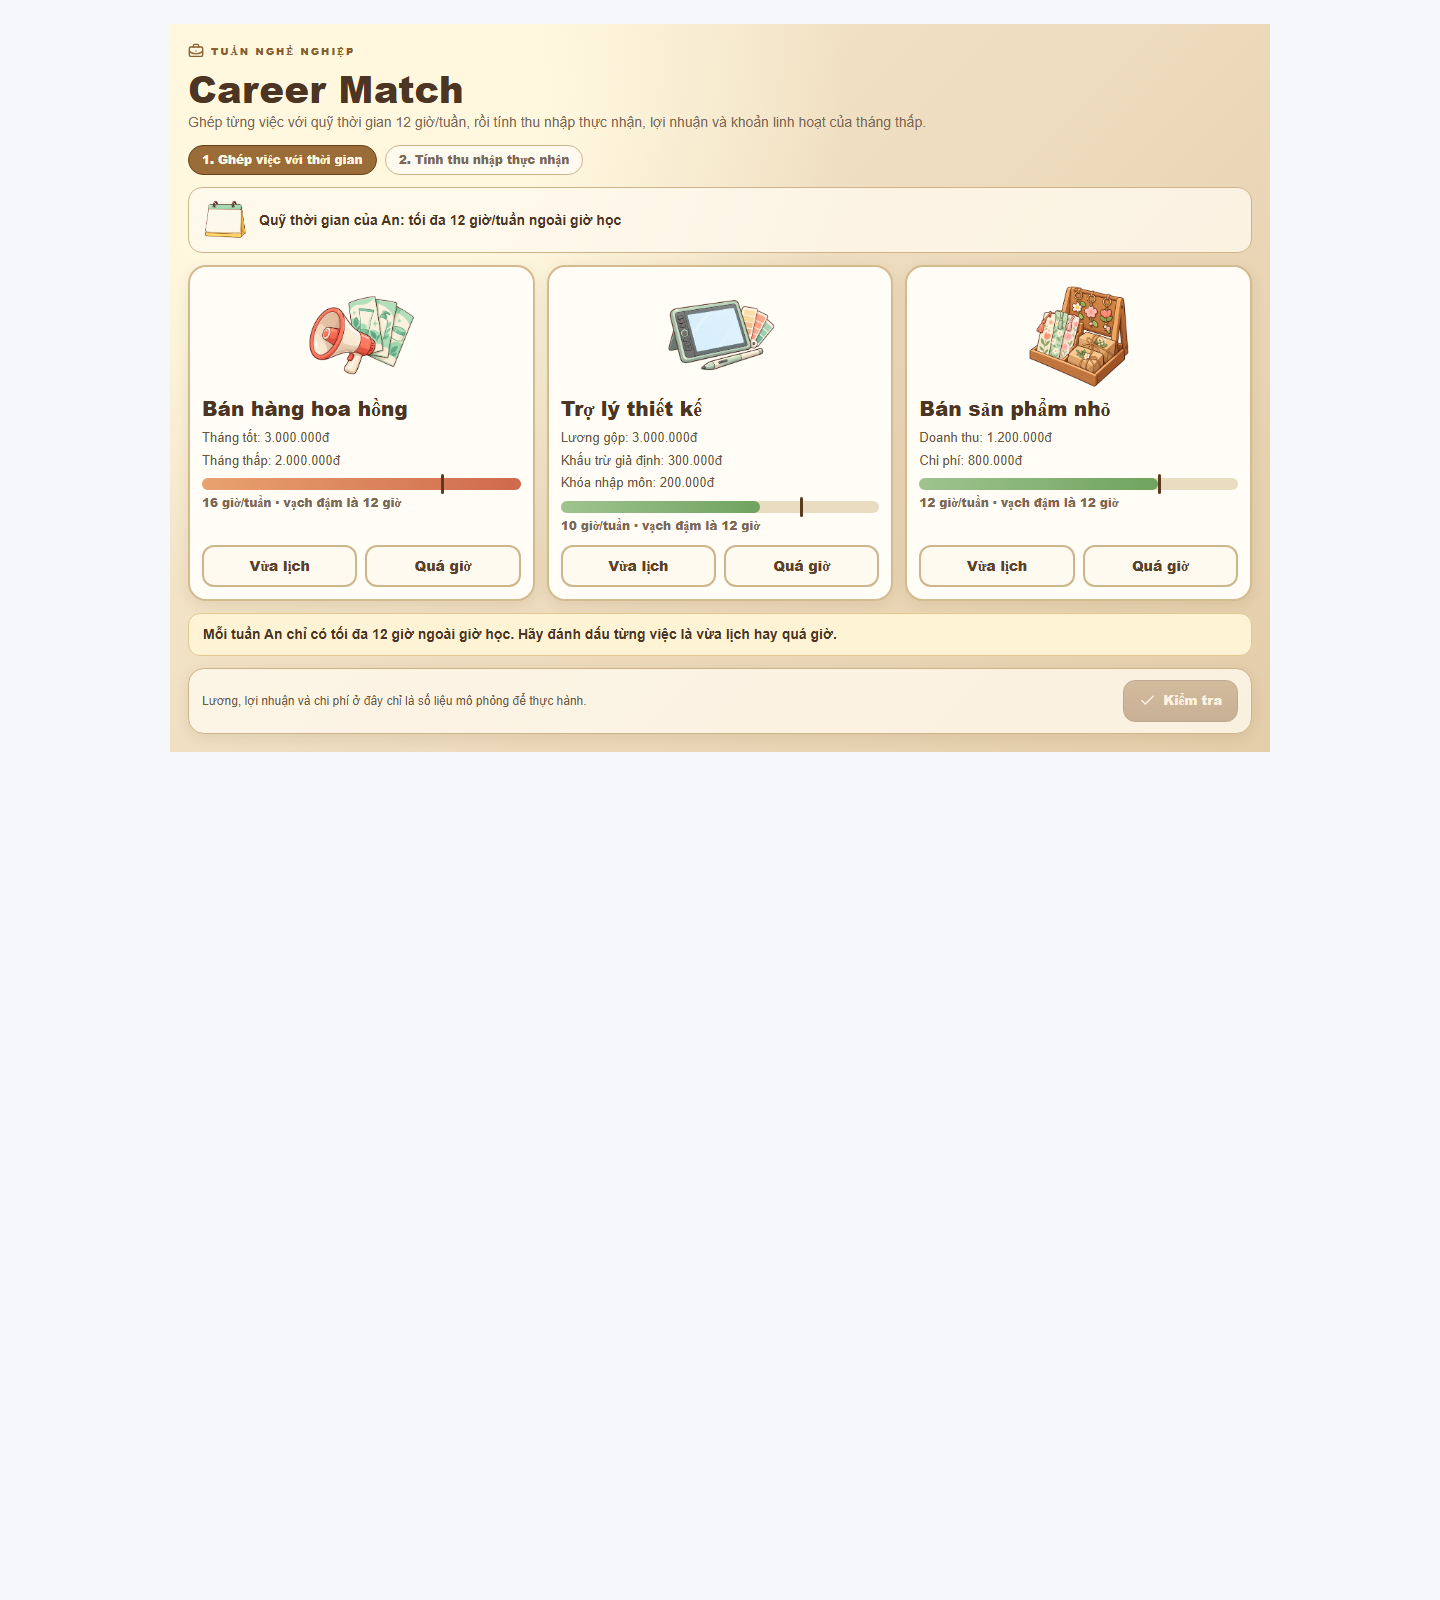 TUẦN NGHỀ NGHIỆP
Career Match
Ghép từng việc với quỹ thời gian 12 giờ/tuần, rồi tính thu nhập thực nhận, lợi nhuận và khoản linh hoạt của tháng thấp.
1. Ghép việc với thời gian
2. Tính thu nhập thực nhận
Quỹ thời gian của An: tối đa 12 giờ/tuần ngoài giờ học
Bán hàng hoa hồng
Tháng tốt: 3.000.000đ
Tháng thấp: 2.000.000đ
16 giờ/tuần · vạch đậm là 12 giờ
Vừa lịch
Quá giờ
Trợ lý thiết kế
Lương gộp: 3.000.000đ
Khấu trừ giả định: 300.000đ
Khóa nhập môn: 200.000đ
10 giờ/tuần · vạch đậm là 12 giờ
Vừa lịch
Quá giờ
Bán sản phẩm nhỏ
Doanh thu: 1.200.000đ
Chi phí: 800.000đ
12 giờ/tuần · vạch đậm là 12 giờ
Vừa lịch
Quá giờ
Mỗi tuần An chỉ có tối đa 12 giờ ngoài giờ học. Hãy đánh dấu từng việc là vừa lịch hay quá giờ.
Lương, lợi nhuận và chi phí ở đây chỉ là số liệu mô phỏng để thực hành.
Kiểm tra